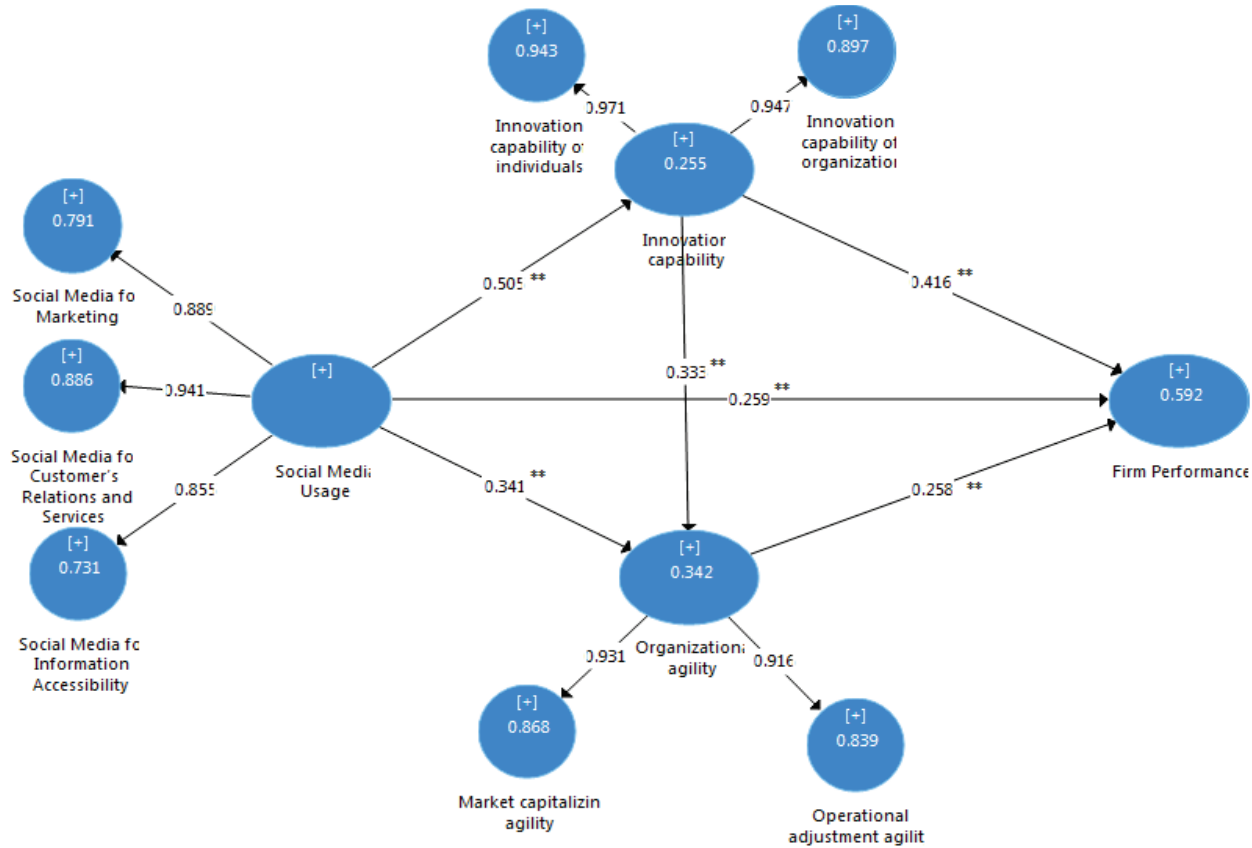 [+]
0.943
Innovation
capability of
individuals
[+]
0.897
Innovation
capability of
organization
0.971
0.947
[+]
0.255
Innovation
capability
[+]
0.791
Social Media fo
Marketing
0.889
0.505 **
0.416 **
[+]
0.886
Social Media fo
Customer's
Relations and
Services
0.941
[+]
Social Media
Usage
0.333 **
0.259 **
[+]
0.592
Firm Performance
0.855
0.341 **
0.258 **
[+]
0.731
Social Media fo
Information
Accessibility
[+]
0.342
Organizationa
agility
0.931
0.916
[+]
0.868
Market capitalizin
agility
[+]
0.839
Operational
adjustment agilit